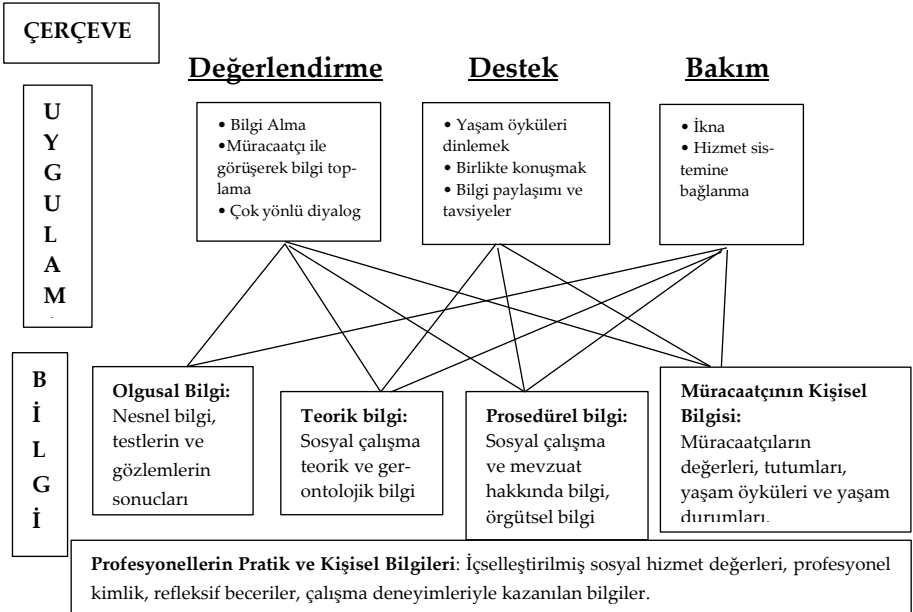 ÇERÇEVE
Değerlendirme
Destek
Bakım
U
Y
G
U
L
A
M
• Bilgi Alma
•Müracaatçı ile
görüşerek bilgi top-
lama
• Çok yönlü diyalog
• Yaşam öyküleri
dinlemek
• Birlikte konuşmak
• Bilgi paylaşımı ve
tavsiyeler
• İkna
• Hizmet sis-
temine
bağlanma
B
İ
L
G
İ
Olgusal Bilgi:
Nesnel bilgi,
testlerin ve
gözlemlerin
sonucları
Teorik bilgi:
Sosyal çalışma
teorik ve ger-
ontolojik bilgi
Prosedürel bilgi:
Sosyal çalışma
ve mevzuat
hakkında bilgi,
örgütsel bilgi
Müracaatçının Kişisel
Bilgisi:
Müracaatçıların
değerleri, tutumları,
yaşam öyküleri ve yaşam
durumları.
Profesyonellerin Pratik ve Kişisel Bilgileri: İçselleştirilmiş sosyal hizmet değerleri, profesyonel
kimlik, refleksif beceriler, çalışma deneyimleriyle kazanılan bilgiler.